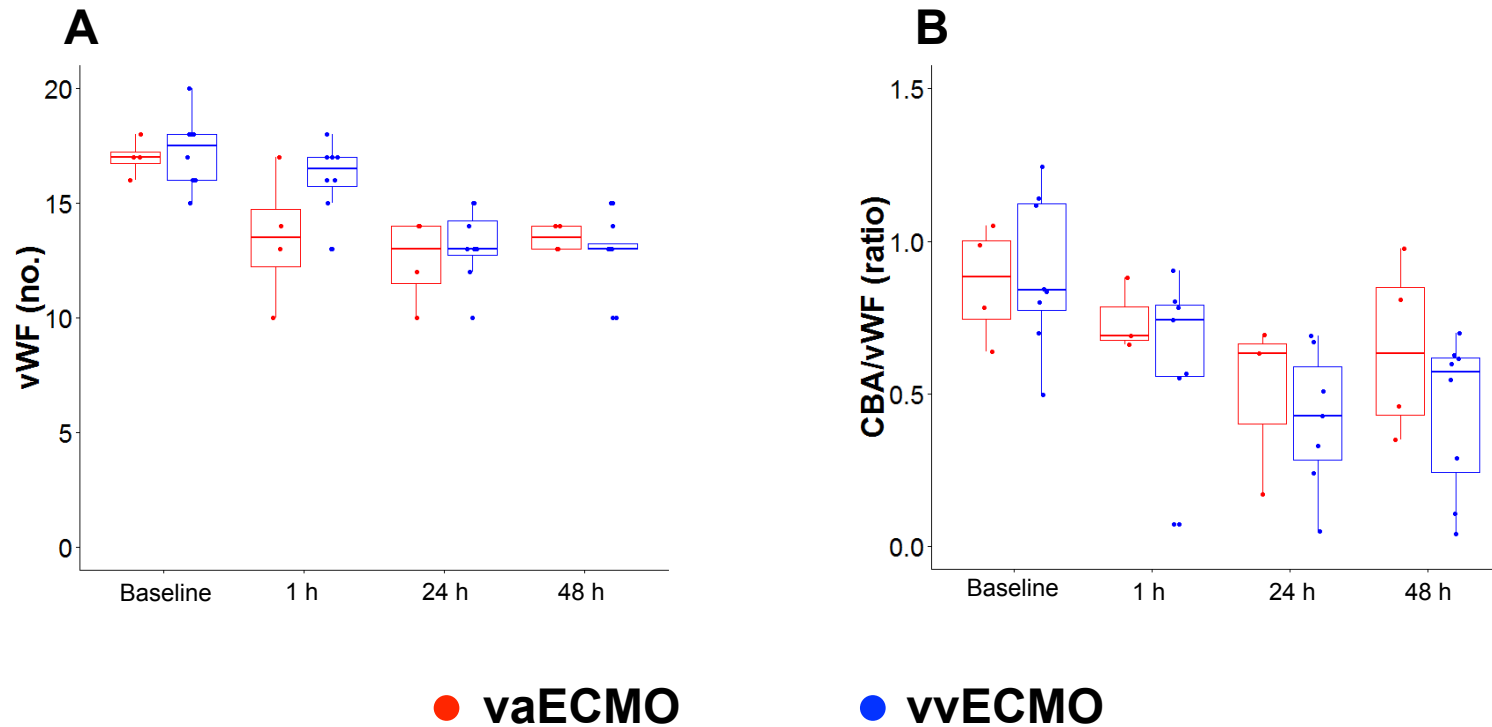 A
vWF (no.)
20
15
10
5
0
Baseline 1 h 24 h 48 h
B
CBA/vWF (ratio)
1.5
1.0
0.5
0.0
Baseline 1 h 24 h 48 h
vaECMO vvECMO